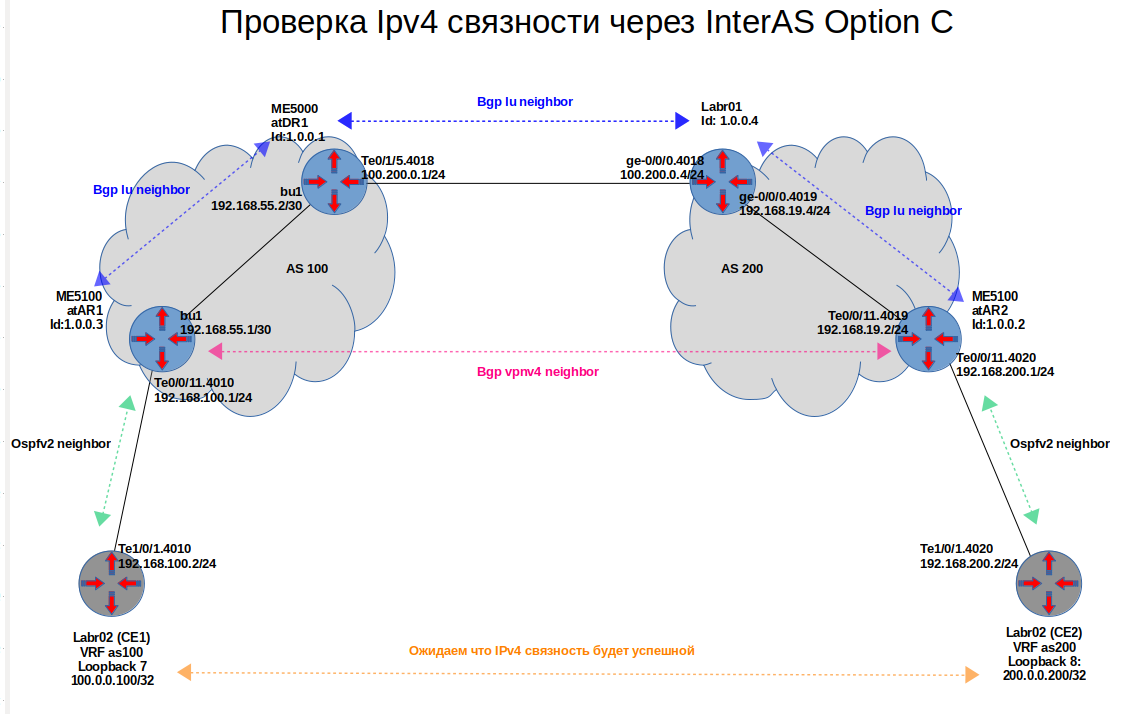 Проверка Ipv4 связности через InterAS Option C
ME5000
atDR1
Id:1.0.0.1
Bgp lu neighbor
Labr01
Id: 1.0.0.4
Te0/1/5.4018
100.200.0.1/24
ge-0/0/0.4018
100.200.0.4/24
Bgp lu neighbor
bu1
192.168.55.2/30
ge-0/0/0.4019
192.168.19.4/24
Bgp lu neighbor
AS 100
AS 200
ME5100
atAR1
Id:1.0.0.3
bu1
192.168.55.1/30
Te0/0/11.4019
192.168.19.2/24
ME5100
atAR2
Id:1.0.0.2
Bgp vpnv4 neighbor
Te0/0/11.4010
192.168.100.1/24
Te0/0/11.4020
192.168.200.1/24
Ospfv2 neighbor
Ospfv2 neighbor
Te1/0/1.4010
192.168.100.2/24
Te1/0/1.4020
192.168.200.2/24
Labr02 (CE1)
VRF as100
Loopback 7
100.0.0.100/32
Ожидаем что IPv4 связность будет успешной
Labr02 (CE2)
VRF as200
Loopback 8:
200.0.0.200/32